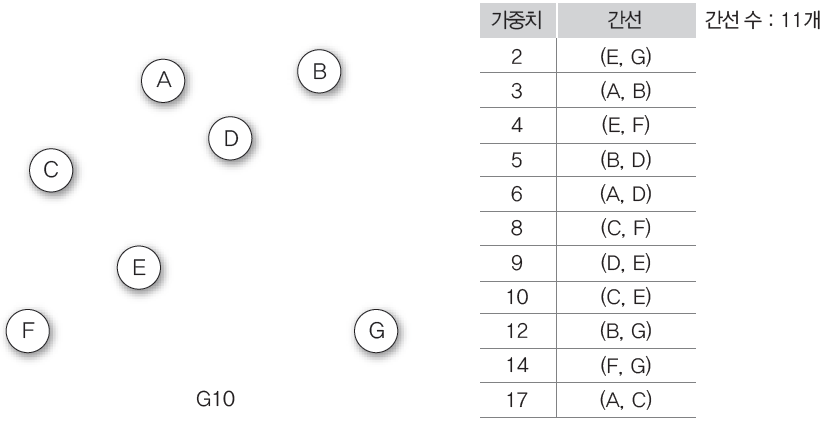 A
B
D
C
E
F
G
G10
가중치 간선 간선 수 : 11개
2 (E, G)
3 (A, B)
4 (E, F)
5 (B, D)
6 (A, D)
8 (C, F)
9 (D, E)
10 (C, E)
12 (B, G)
14 (F, G)
17 (A, C)